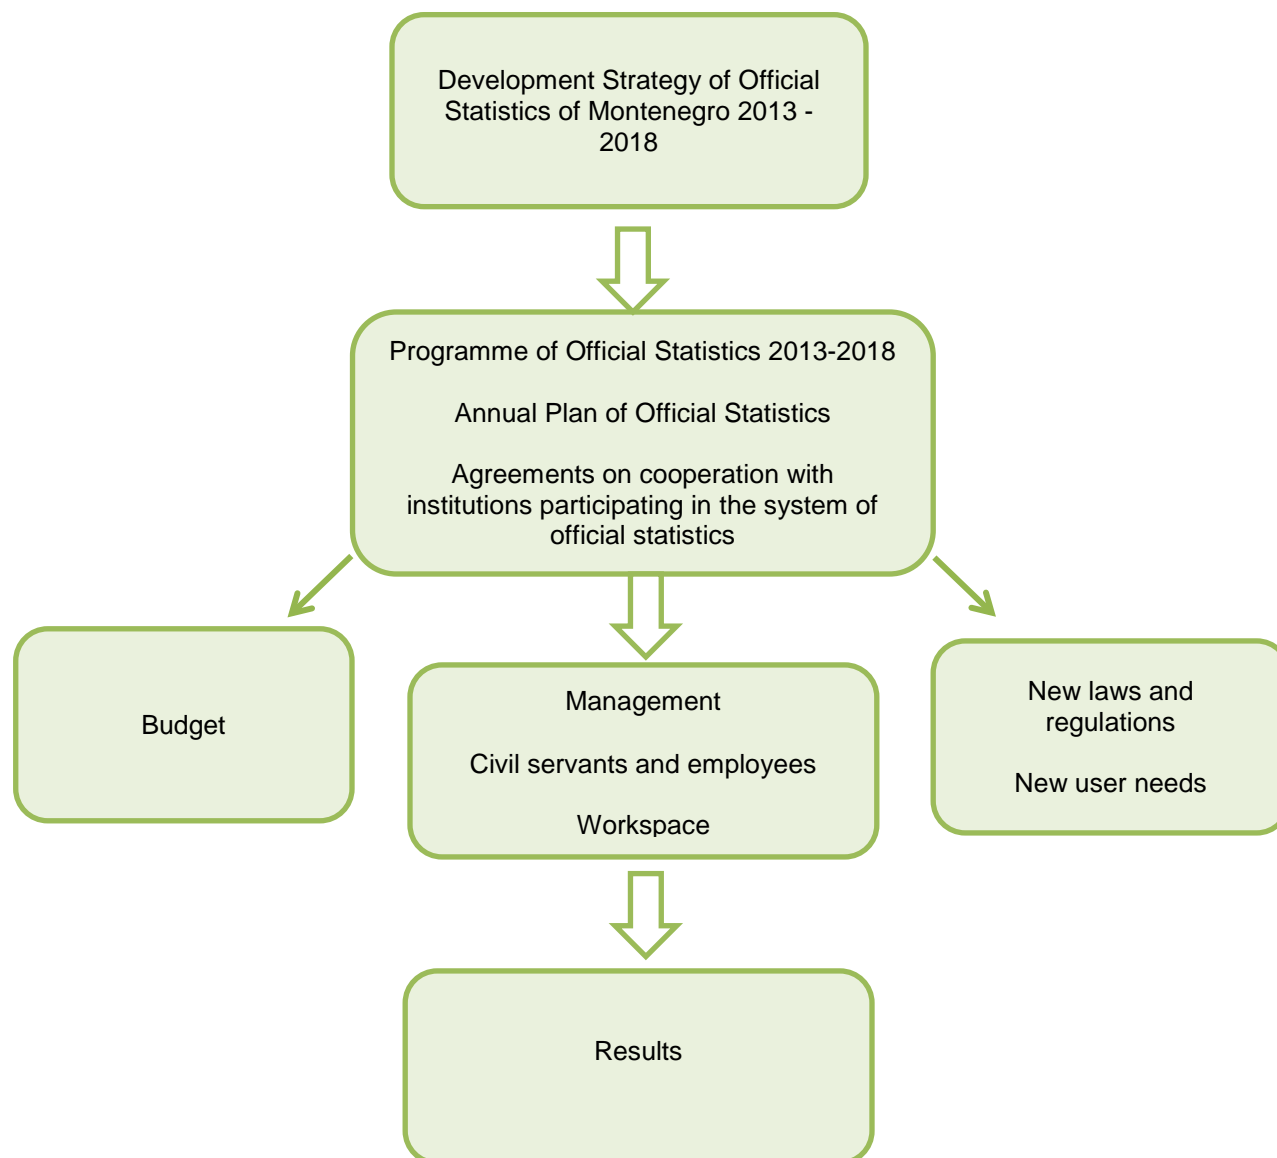 Development Strategy of Official
Statistics of Montenegro 2013 -
2018
Programme of Official Statistics 2013-2018
Annual Plan of Official Statistics
Agreements on cooperation with
institutions participating in the system of
official statistics
Budget
Management
Civil servants and employees
Workspace
New laws and
regulations
New user needs
Results